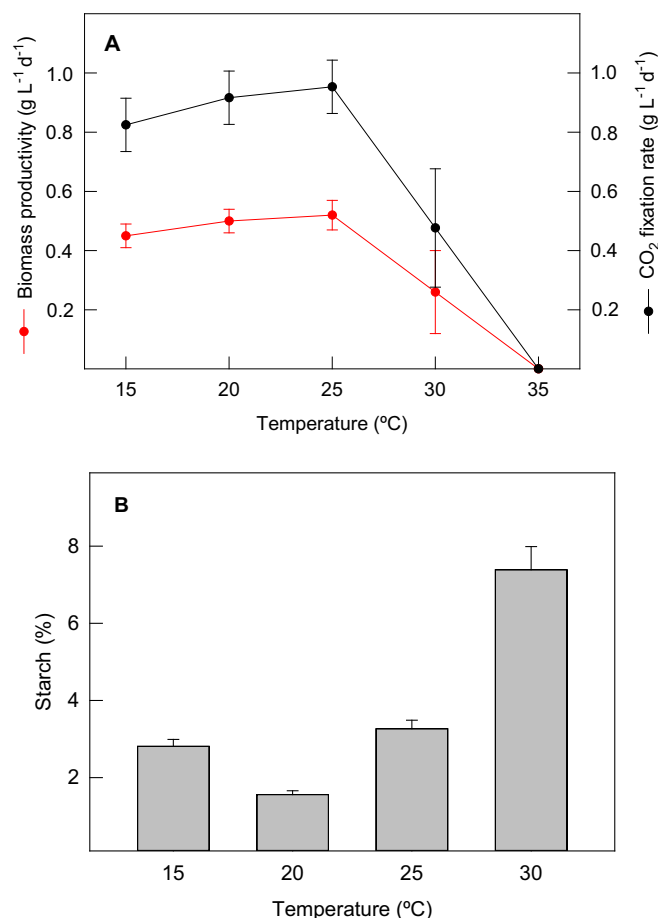 A
Biomass productivity (g L⁻¹ d⁻¹)
1.0
0.8
0.6
0.4
0.2
1.0
0.8
0.6
0.4
0.2
CO₂ fixation rate (g L⁻¹ d⁻¹)
15 20 25 30 35
Temperature (ºC)
B
Starch (%)
8
6
4
2
15 20 25 30
Temperature (ºC)